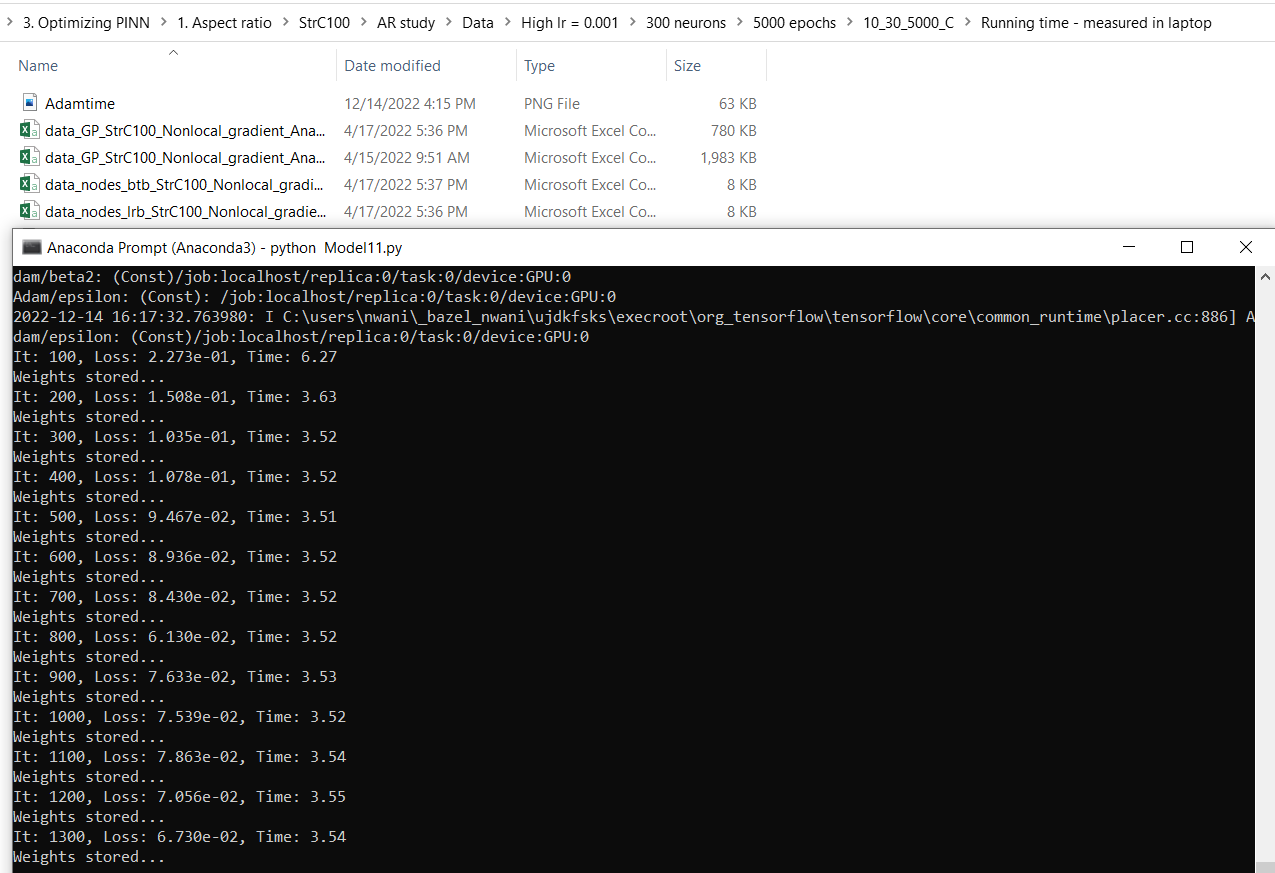 3. Optimizing PINN > 1. Aspect ratio > StrC100 > AR study > Data > High lr = 0.001 > 300 neurons > 5000 epochs > 10_30_5000_C > Running time - measured in laptop
Name Date modified Type Size
Adamtime 12/14/2022 4:15 PM PNG File 63 KB
data_GP_StrC100_Nonlocal_gradient_Ana... 4/17/2022 5:36 PM Microsoft Excel Co... 780 KB
data_GP_StrC100_Nonlocal_gradient_Ana... 4/15/2022 9:51 AM Microsoft Excel Co... 1,983 KB
data_nodes_btb_StrC100_Nonlocal_gradi... 4/17/2022 5:37 PM Microsoft Excel Co... 8 KB
data_nodes_lrb_StrC100_Nonlocal_gradie... 4/17/2022 5:36 PM Microsoft Excel Co... 8 KB
Anaconda Prompt (Anaconda3) - python  Model11.py
dam/beta2: (Const)/job:localhost/replica:0/task:0/device:GPU:0
Adam/epsilon: (Const): /job:localhost/replica:0/task:0/device:GPU:0
2022-12-14 16:17:32.763980: I C:\users\nwani\_bazel_nwani\ujdkfsks\execroot\org_tensorflow\tensorflow\core\common_runtime\placer.cc:886] A
dam/epsilon: (Const)/job:localhost/replica:0/task:0/device:GPU:0
It: 100, Loss: 2.273e-01, Time: 6.27
Weights stored...
It: 200, Loss: 1.508e-01, Time: 3.63
Weights stored...
It: 300, Loss: 1.035e-01, Time: 3.52
Weights stored...
It: 400, Loss: 1.078e-01, Time: 3.52
Weights stored...
It: 500, Loss: 9.467e-02, Time: 3.51
Weights stored...
It: 600, Loss: 8.936e-02, Time: 3.52
Weights stored...
It: 700, Loss: 8.430e-02, Time: 3.52
Weights stored...
It: 800, Loss: 6.130e-02, Time: 3.52
Weights stored...
It: 900, Loss: 7.633e-02, Time: 3.53
Weights stored...
It: 1000, Loss: 7.539e-02, Time: 3.52
Weights stored...
It: 1100, Loss: 7.863e-02, Time: 3.54
Weights stored...
It: 1200, Loss: 7.056e-02, Time: 3.55
Weights stored...
It: 1300, Loss: 6.730e-02, Time: 3.54
Weights stored...